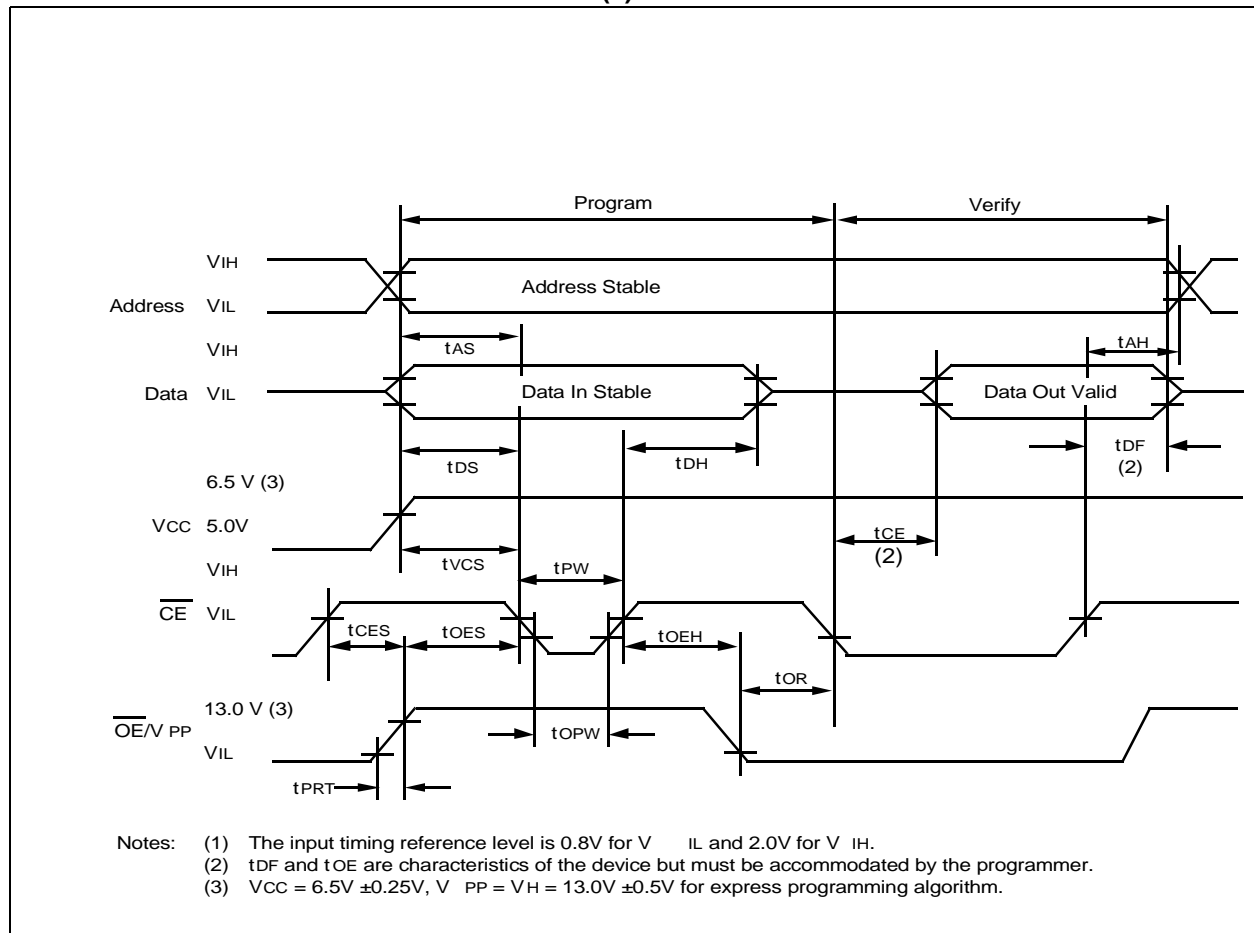 Program
Verify
VIH
Address Stable
Address VIL
VIH
tAS
tAH
Data VIL
Data In Stable
Data Out Valid
tDS
tDH
tDF
(2)
6.5 V (3)
VCC 5.0V
tCE
(2)
VIH
tVCS
tPW
CE VIL
tCES
tOES
tOEH
tOR
13.0 V (3)
OE/V PP
tOPW
VIL
tPRT
Notes: (1) The input timing reference level is 0.8V for V IL and 2.0V for V IH.
(2) tDF and tOE are characteristics of the device but must be accommodated by the programmer.
(3) VCC = 6.5V ±0.25V, V PP = VH = 13.0V ±0.5V for express programming algorithm.